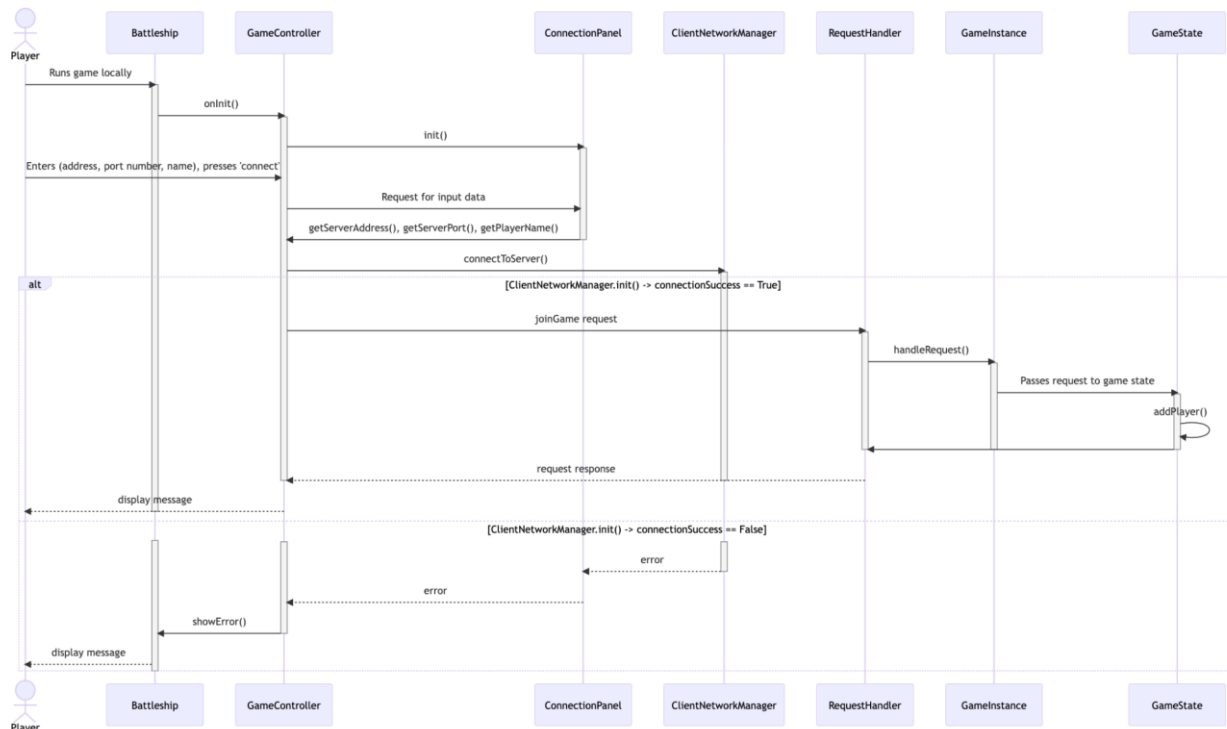 Player
Battleship
GameController
ConnectionPanel
ClientNetworkManager
RequestHandler
GameInstance
GameState
Runs game locally
onInit()
init()
Enters (address, port number, name), presses 'connect'
Request for input data
getServerAddress(), getServerPort(), getPlayerName()
connectToServer()
alt
[ClientNetworkManager.init() -> connectionSuccess == True]
joinGame request
handleRequest()
Passes request to game state
addPlayer()
request response
display message
[ClientNetworkManager.init() -> connectionSuccess == False]
error
error
showError()
display message
Player
Battleship
GameController
ConnectionPanel
ClientNetworkManager
RequestHandler
GameInstance
GameState